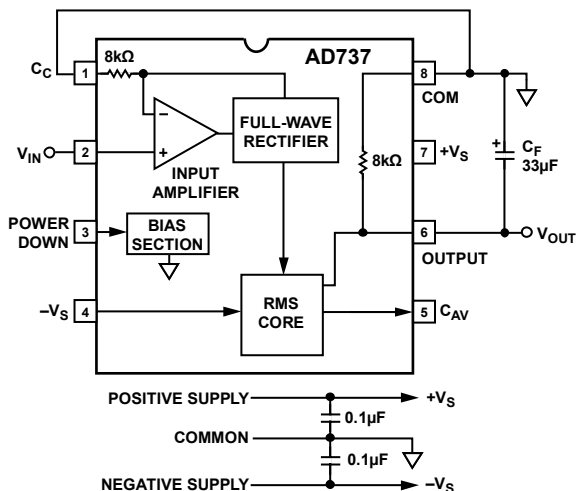 AD737
8kΩ
C_C
1
8
COM
FULL-WAVE
RECTIFIER
–
+
V_IN
2
INPUT
AMPLIFIER
8kΩ
7
+V_S
+
C_F
33µF
POWER
DOWN
3
BIAS
SECTION
6
V_OUT
OUTPUT
–V_S
4
RMS
CORE
5
C_AV
POSITIVE SUPPLY
+V_S
0.1µF
COMMON
0.1µF
NEGATIVE SUPPLY
–V_S